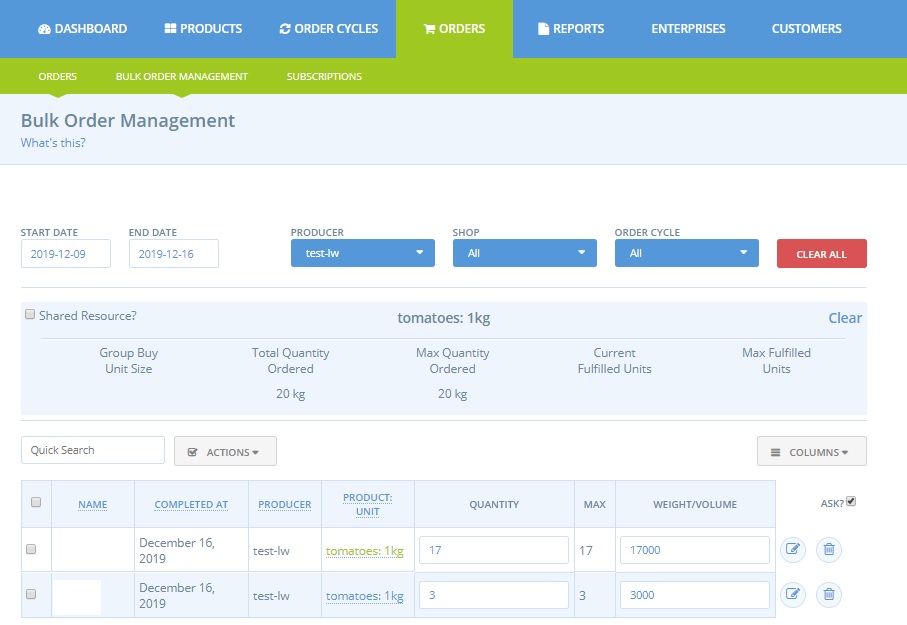 DASHBOARD PRODUCTS ORDER CYCLES ORDERS REPORTS ENTERPRISES CUSTOMERS
ORDERS BULK ORDER MANAGEMENT SUBSCRIPTIONS
Bulk Order Management
What's this?
START DATE END DATE PRODUCER SHOP ORDER CYCLE
2019-12-09 2019-12-16 test-lw All All CLEAR ALL
Shared Resource? tomatoes: 1kg Clear
Group Buy Total Quantity Max Quantity Current Max Fulfilled
Unit Size Ordered Ordered Fulfilled Units Units
20 kg 20 kg
Quick Search ACTIONS COLUMNS
NAME COMPLETED AT PRODUCER PRODUCT: UNIT QUANTITY MAX WEIGHT/VOLUME ASK?
December 16, 2019 test-lw tomatoes: 1kg 17 17 17000
December 16, 2019 test-lw tomatoes: 1kg 3 3 3000